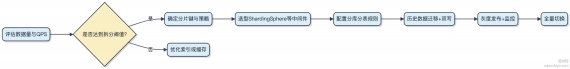 评估数据量与QPS
是否达到拆分阈值?
是
否
确定分片键与策略
选型ShardingSphere等中间件
配置分库分表规则
历史数据迁移+双写
灰度发布+监控
全量切换
优化索引或缓存